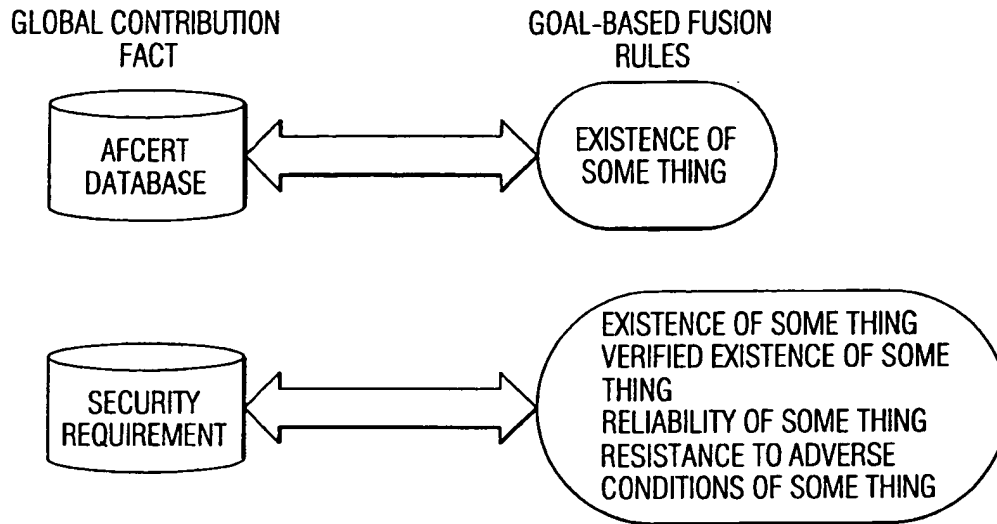 GLOBAL CONTRIBUTION
FACT
GOAL-BASED FUSION
RULES
AFCERT
DATABASE
EXISTENCE OF
SOME THING
SECURITY
REQUIREMENT
EXISTENCE OF SOME THING
VERIFIED EXISTENCE OF SOME
THING
RELIABILITY OF SOME THING
RESISTANCE TO ADVERSE
CONDITIONS OF SOME THING